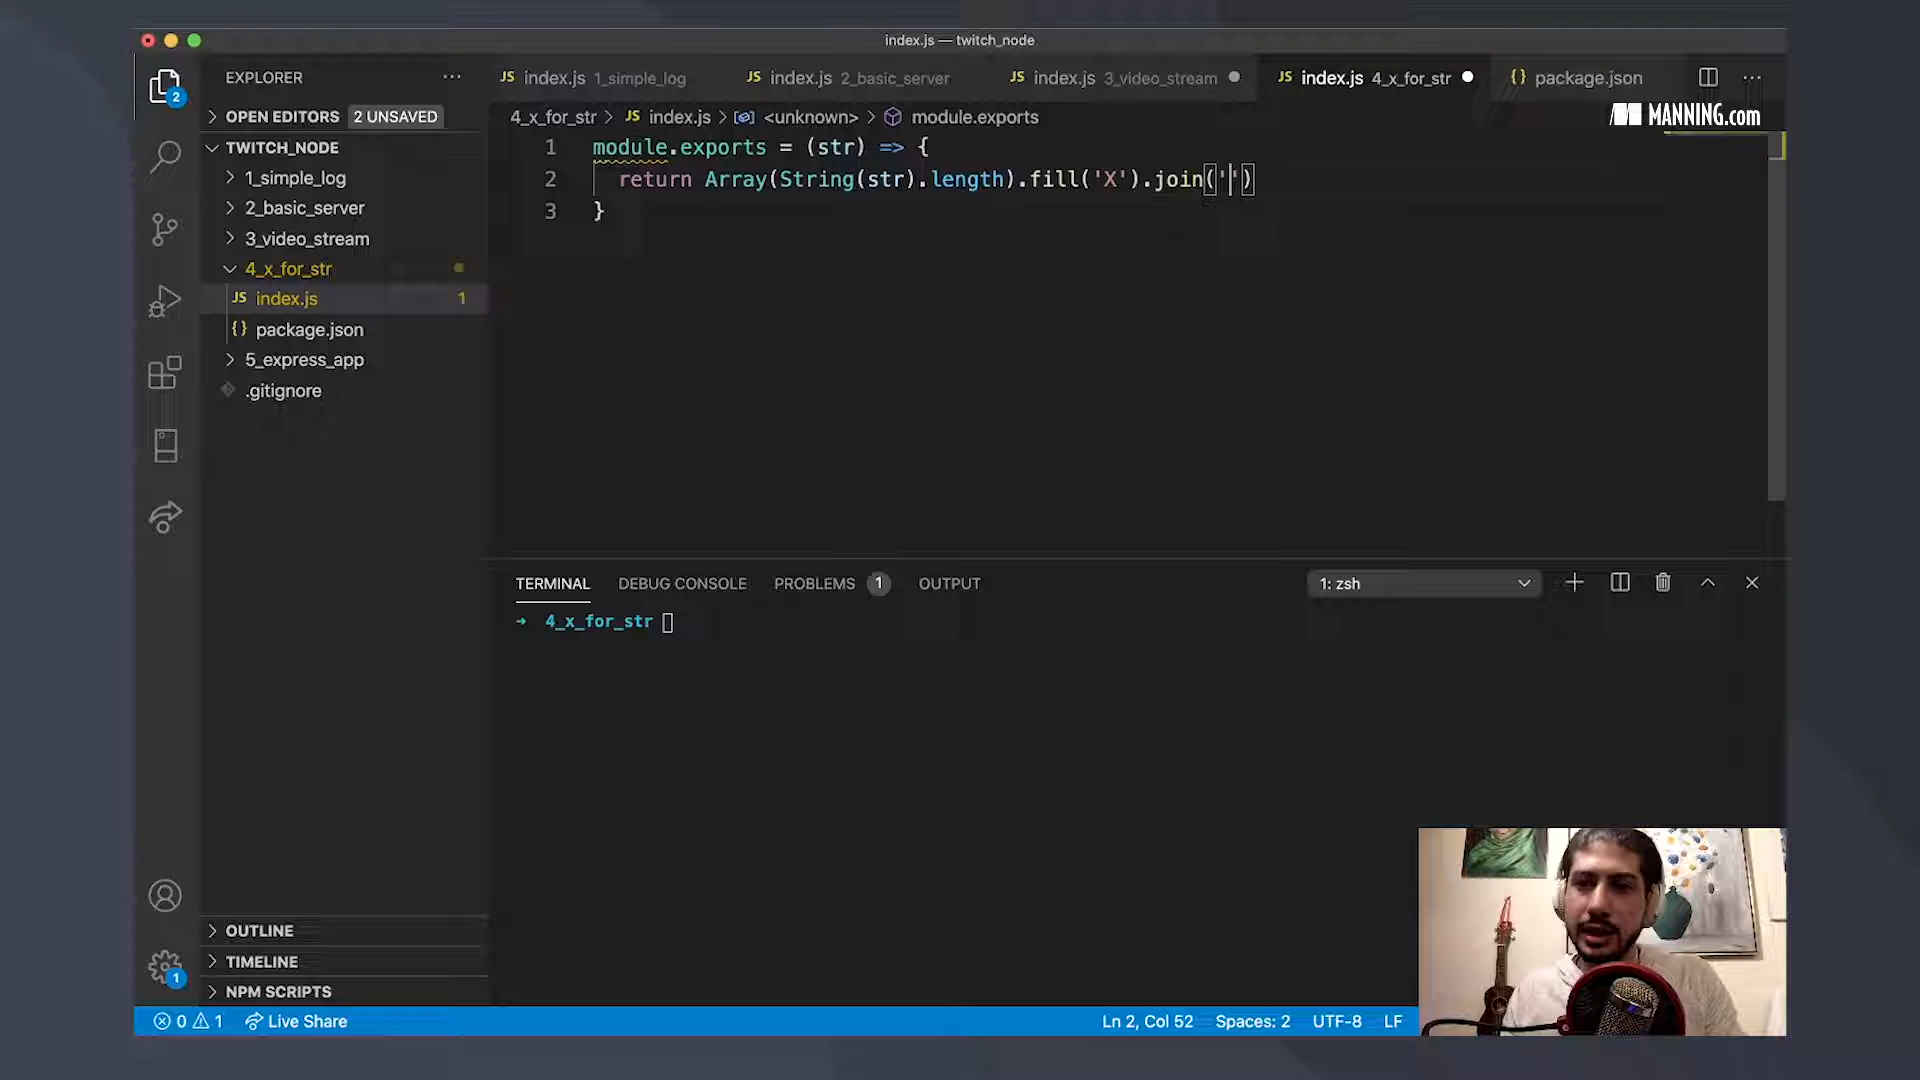 index.js — twitch_node
EXPLORER
index.js 1_simple_log
index.js 2_basic_server
index.js 3_video_stream
index.js 4_x_for_str
package.json
OPEN EDITORS 2 UNSAVED
TWITCH_NODE
1_simple_log
2_basic_server
3_video_stream
4_x_for_str
JS index.js 1
{} package.json
5_express_app
.gitignore
4_x_for_str > JS index.js > <unknown> > module.exports
MANNING.com
1 module.exports = (str) => {
2 return Array(String(str).length).fill('X').join('')
3 }
TERMINAL DEBUG CONSOLE PROBLEMS 1 OUTPUT
1: zsh
→ 4_x_for_str
OUTLINE
TIMELINE
NPM SCRIPTS
2
1
0 1 Live Share
Ln 2, Col 52 Spaces: 2 UTF-8 LF